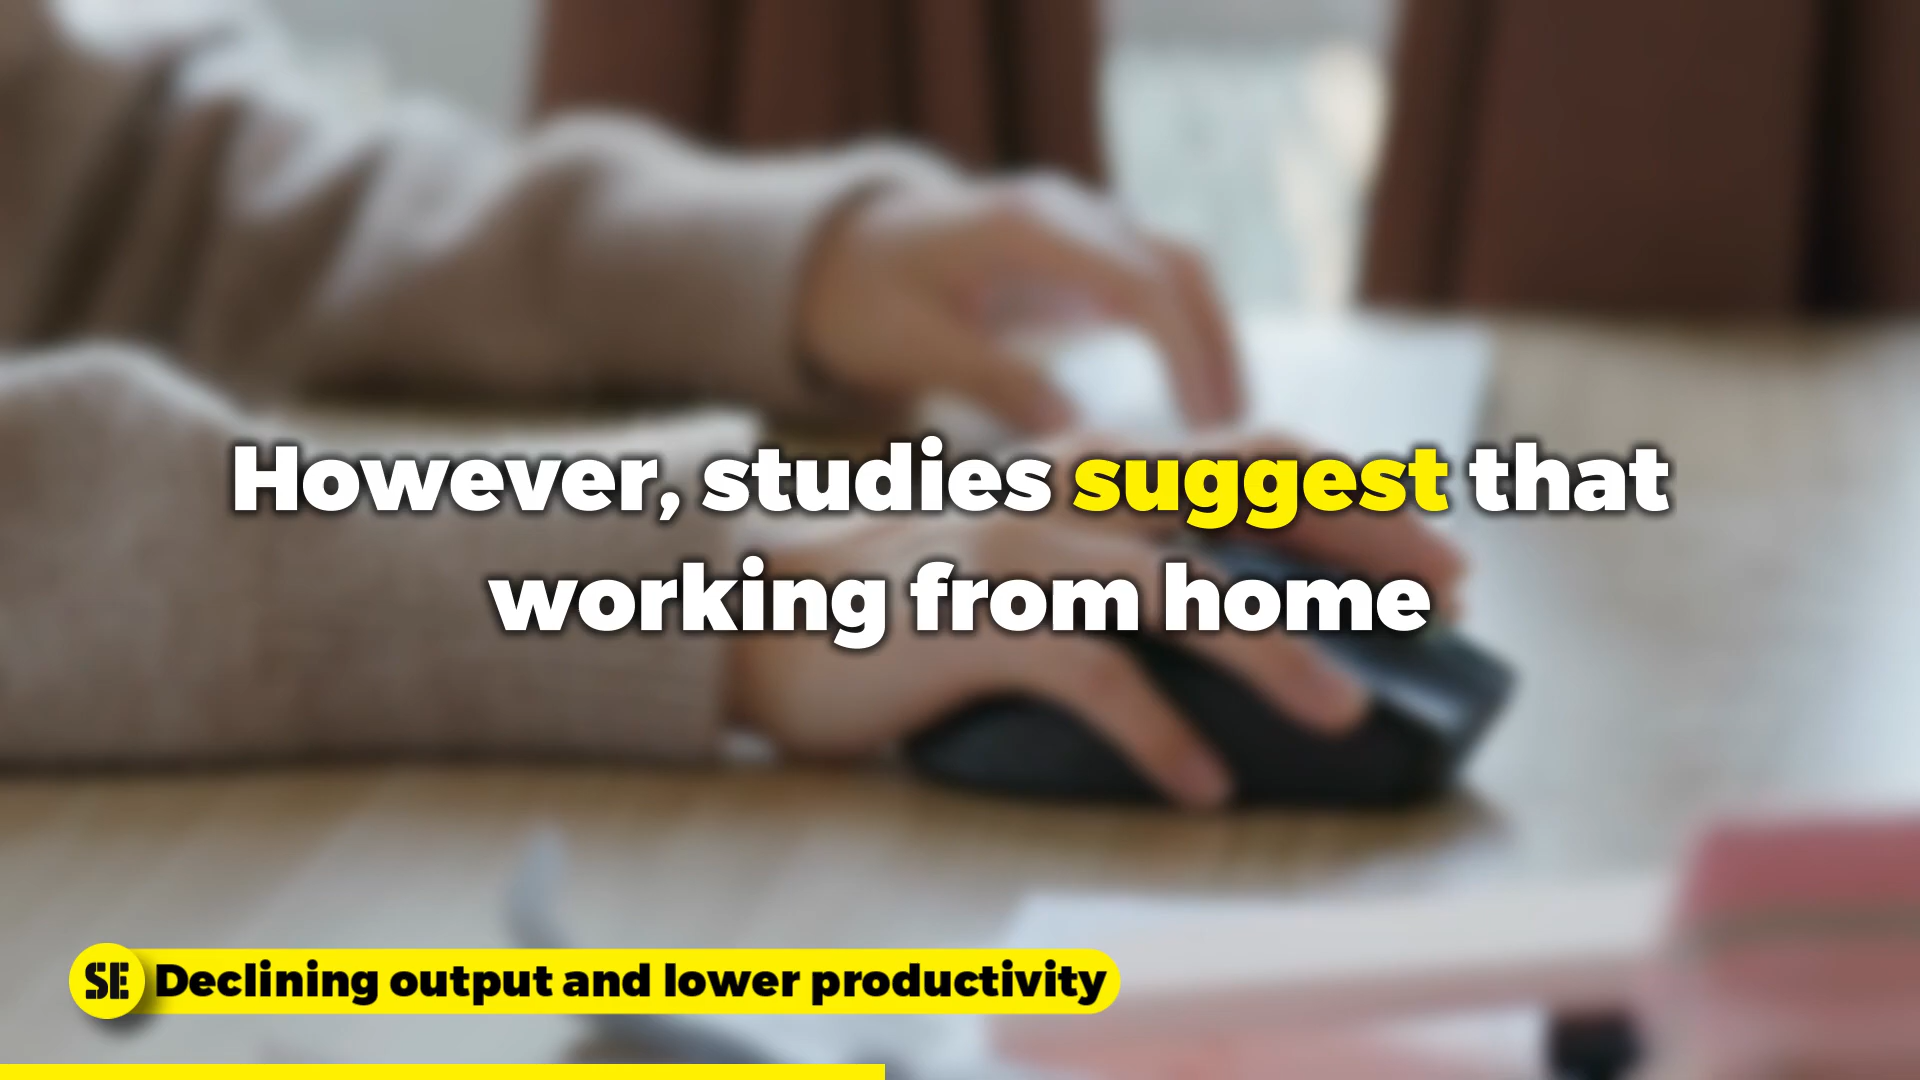 However, studies suggest that
working from home
SE Declining output and lower productivity